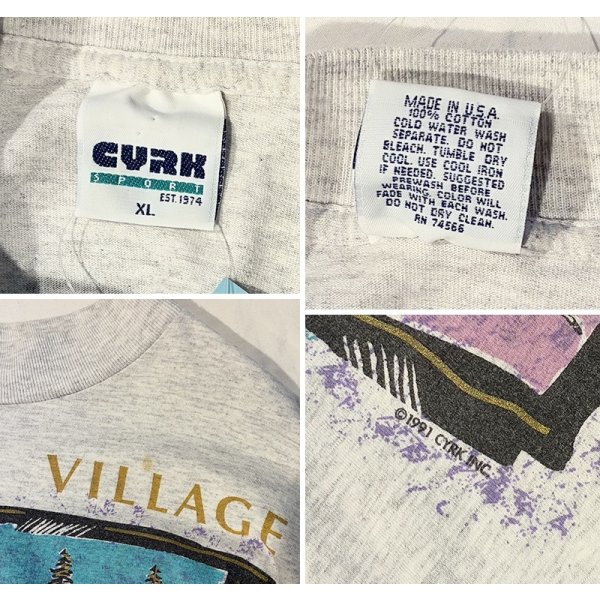 CYRK
SPORT
EST. 1974
XL
MADE IN U.S.A.
100% COTTON
COLD WATER WASH
SEPARATE. DO NOT
BLEACH. TUMBLE DRY
COOL. USE COOL IRON
IF NEEDED. SUGGESTED
PREWASH BEFORE
WEARING. COLOR WILL
FADE WITH EACH WASH.
DO NOT DRY CLEAN.
RN 74566
VILLAGE
©1991 CYRK INC.